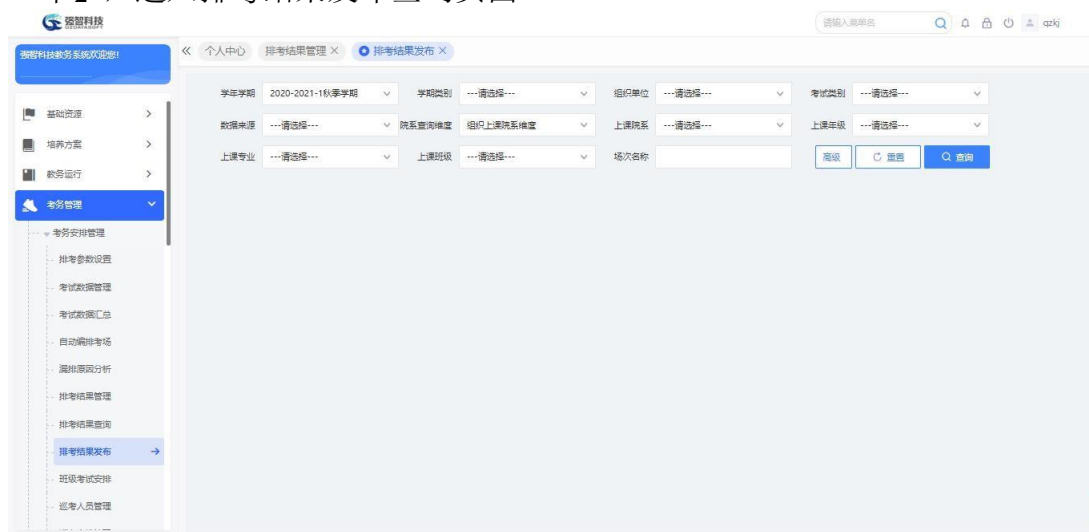 强智科技
请输入菜单名
qzkj
强智科技教务系统欢迎您!
个人中心 排考结果管理 × 排考结果发布 ×
学年学期 2020-2021-1秋季学期 学期类别 ---请选择--- 组织单位 ---请选择--- 考试类别 ---请选择---
数据来源 ---请选择--- 院系查询维度 组织上课院系维度 上课院系 ---请选择--- 上课年级 ---请选择---
上课专业 ---请选择--- 上课班级 ---请选择--- 场次名称 高级 重置 查询
基础资源
培养方案
教务运行
考务管理
考务安排管理
排考参数设置
考试数据管理
考试数据汇总
自动编排考场
漏排原因分析
排考结果管理
排考结果查询
排考结果发布
班级考试安排
巡考人员管理